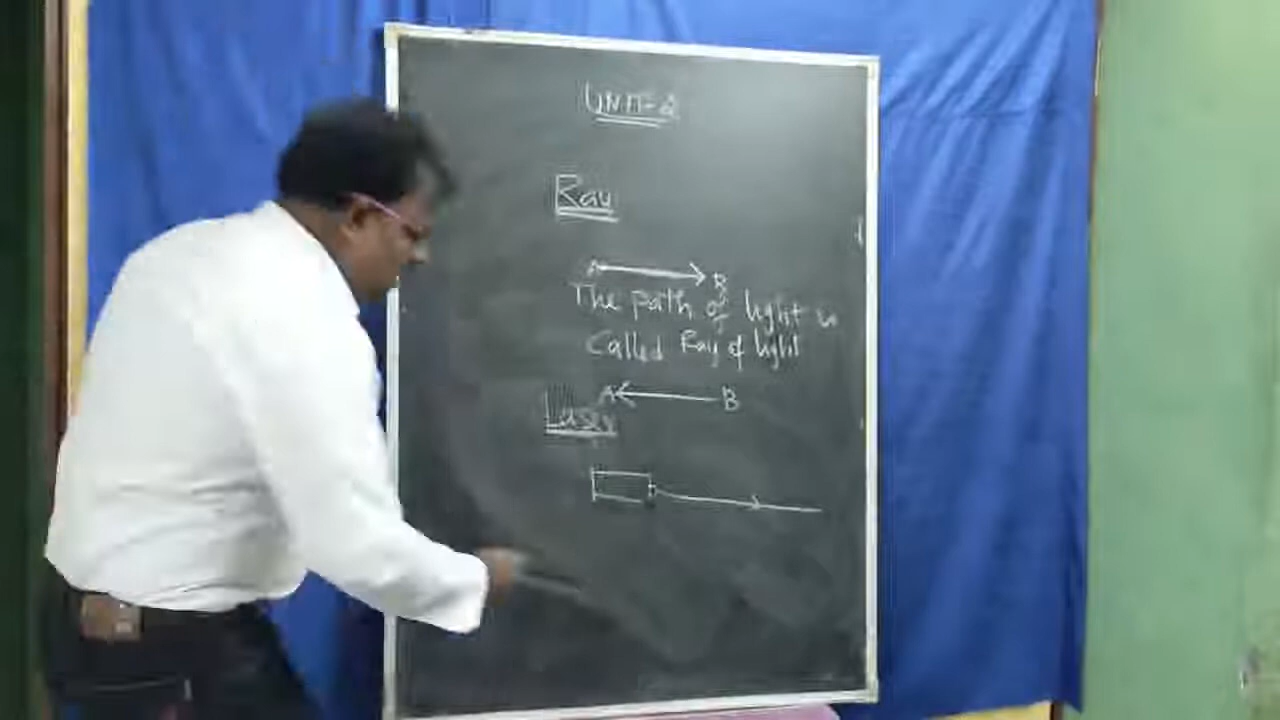 UNIT-2
Ray
A B
The path of light is
Called Ray of light
A B
Laser